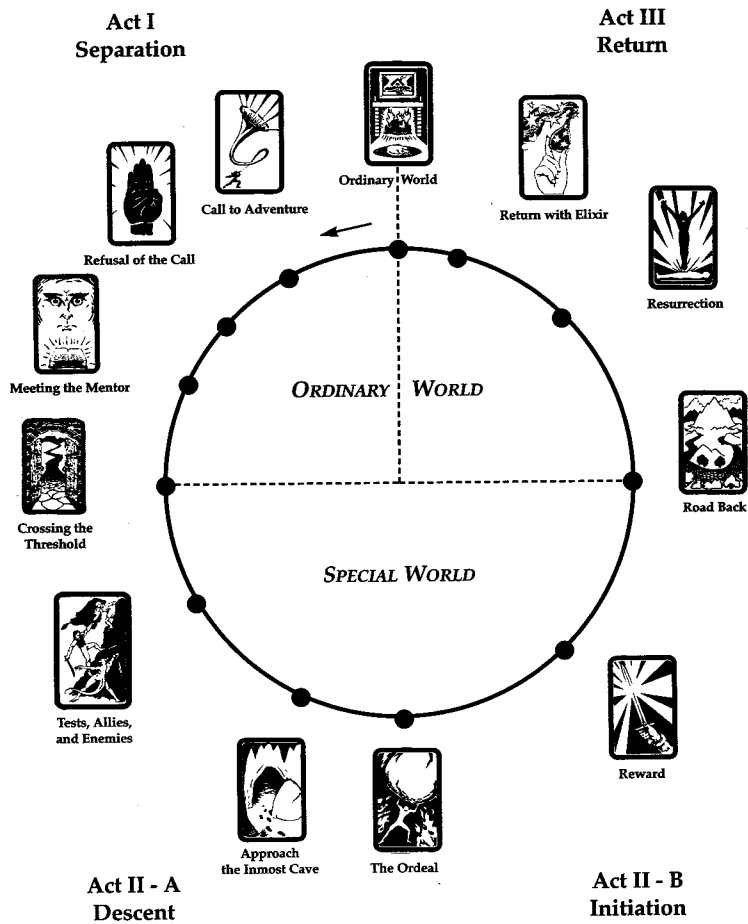 Act I
Separation
Act III
Return
Ordinary World
Call to Adventure
Return with Elixir
Refusal of the Call
Resurrection
Meeting the Mentor
ORDINARY WORLD
Road Back
Crossing the
Threshold
SPECIAL WORLD
Tests, Allies,
and Enemies
Reward
Approach
the Inmost Cave
The Ordeal
Act II - A
Descent
Act II - B
Initiation